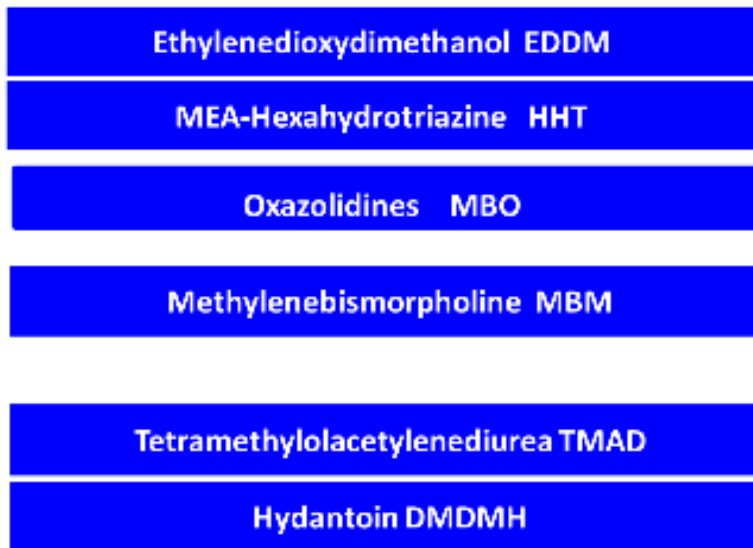 Ethylenedioxydimethanol EDDM
MEA-Hexahydrotriazine HHT
Oxazolidines MBO
Methylenebismorpholine MBM
Tetramethylolacetylenediurea TMAD
Hydantoin DMDMH